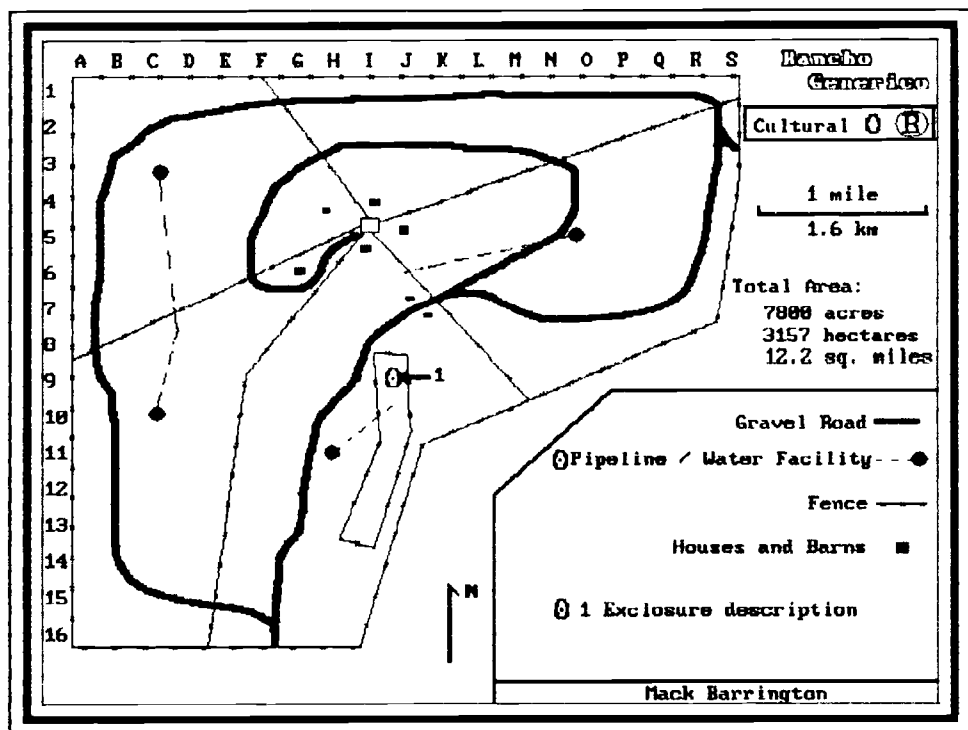 A B C D E F G H I J K L M N O P Q R S
Rancho
Generico
1
2
3
4
5
6
7
8
9
10
11
12
13
14
15
16
Cultural () (R)
1 mile
1.6 km
Total Area:
7800 acres
3157 hectares
12.2 sq. miles
1
Gravel Road
()Pipeline / Water Facility
Fence
Houses and Barns
N
() 1 Exclosure description
Mack Barrington